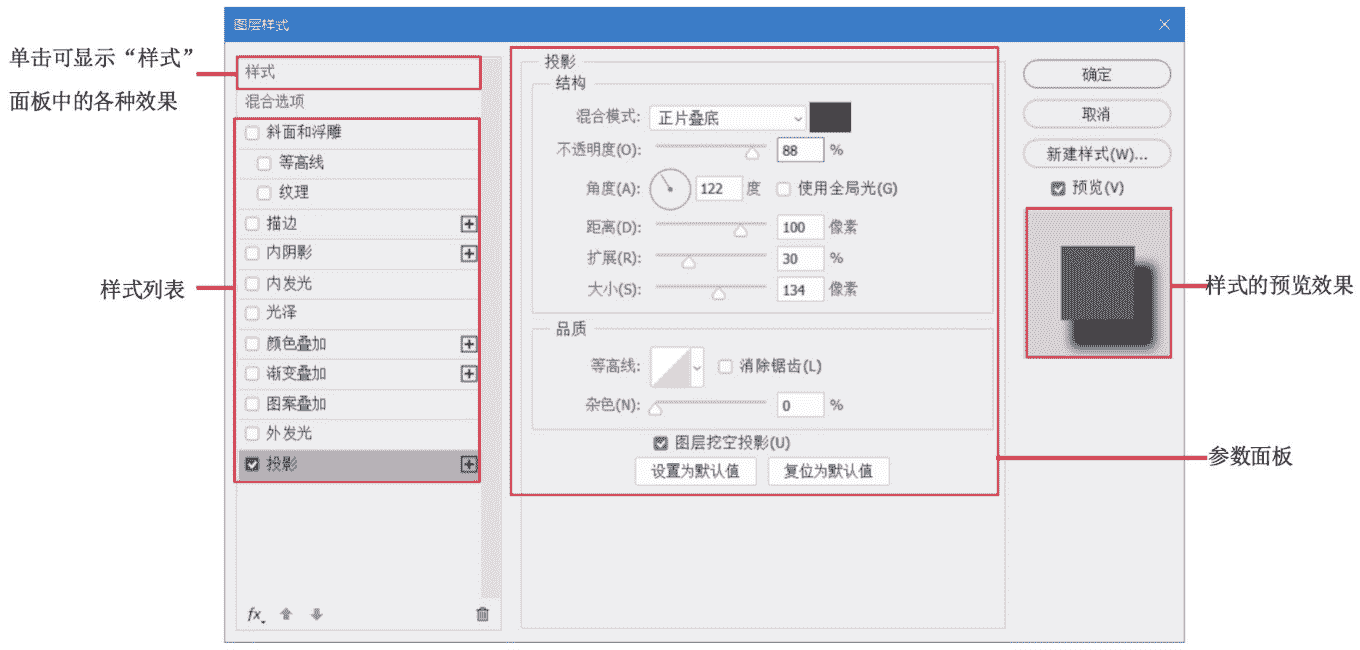 图层样式
单击可显示“样式”
面板中的各种效果
样式
混合选项
斜面和浮雕
等高线
纹理
描边
内阴影
内发光
光泽
颜色叠加
渐变叠加
图案叠加
外发光
投影
fx
样式列表
投影
结构
混合模式: 正片叠底
不透明度(O): 88 %
角度(A): 122 度 使用全局光(G)
距离(D): 100 像素
扩展(R): 30 %
大小(S): 134 像素
品质
等高线: 消除锯齿(L)
杂色(N): 0 %
图层挖空投影(U)
设置为默认值 复位为默认值
确定
取消
新建样式(W)...
预览(V)
样式的预览效果
参数面板